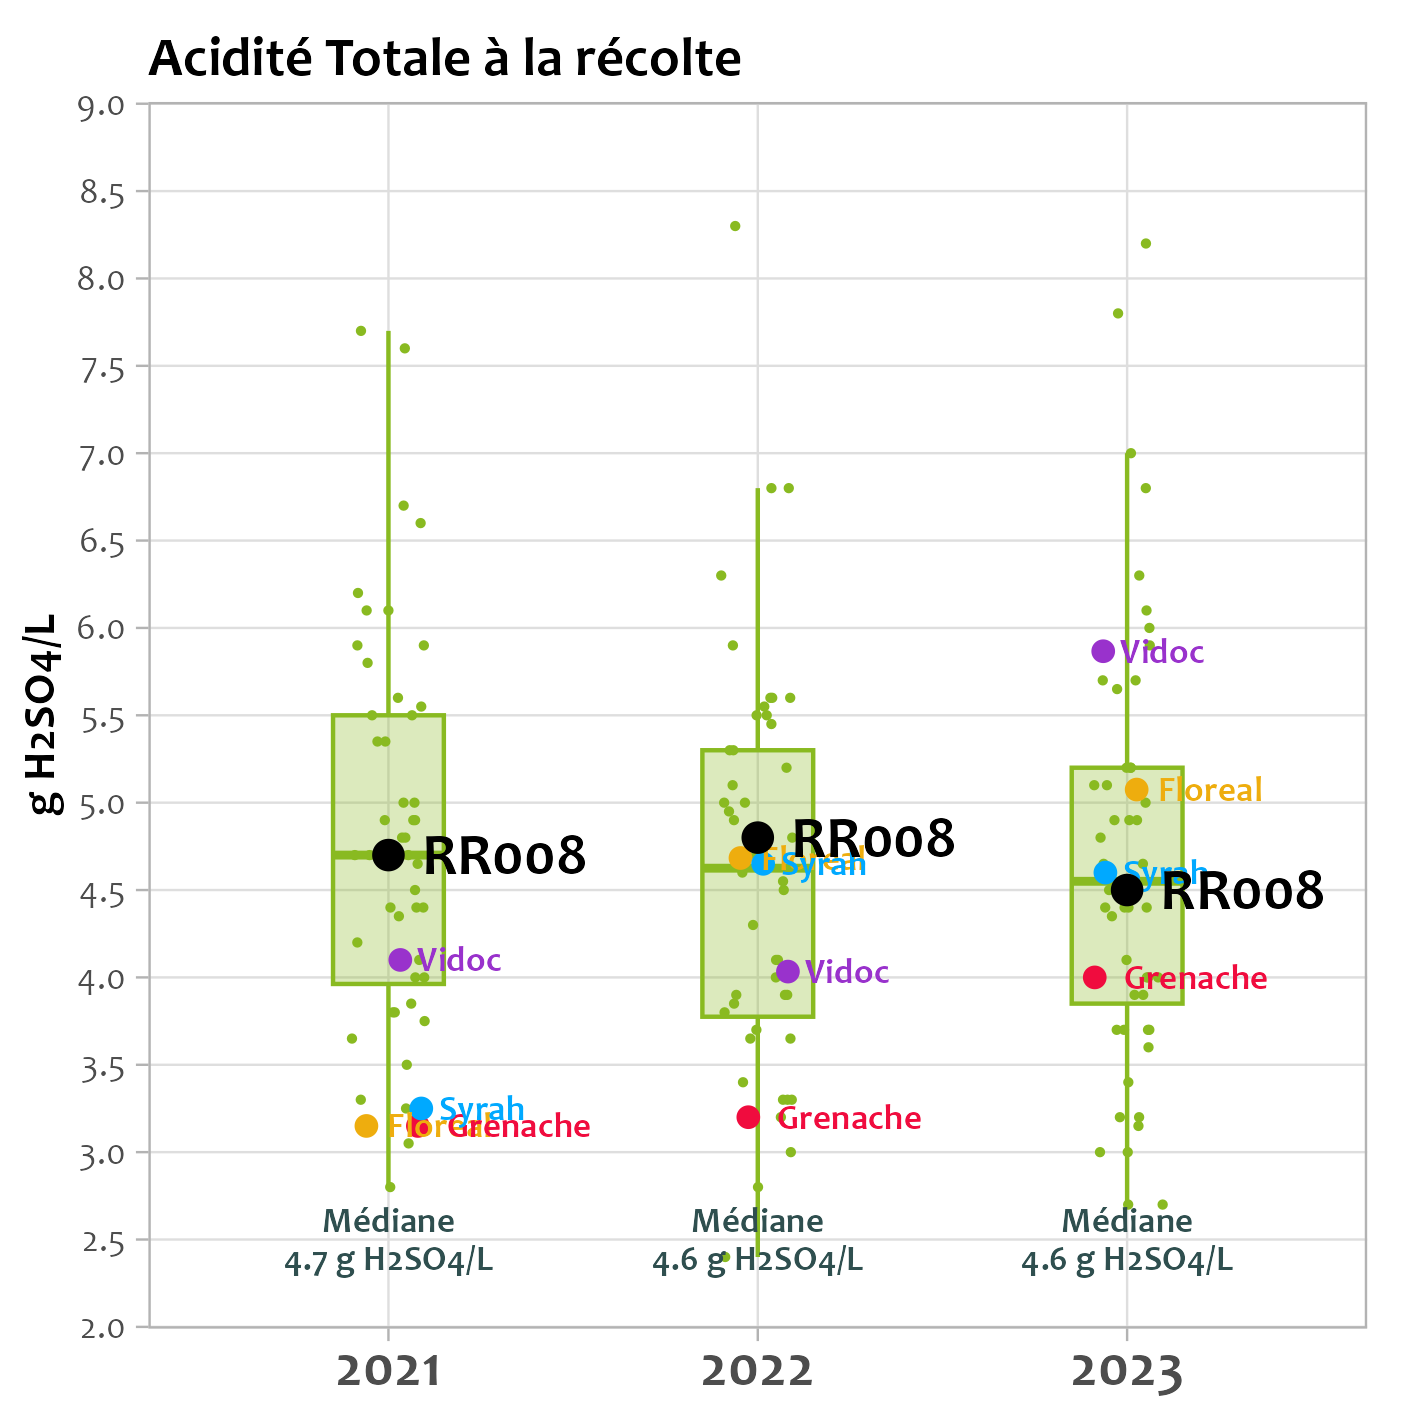 Acidité Totale à la récolte
g H2SO4/L
9.0
8.5
8.0
7.5
7.0
6.5
6.0
5.5
5.0
4.5
4.0
3.5
3.0
2.5
2.0
RR008
Vidoc
Syrah
Floreal
Grenache
Médiane
4.7 g H2SO4/L
RR008
Floreal
Syrah
Vidoc
Grenache
Médiane
4.6 g H2SO4/L
Vidoc
Floreal
Syrah
RR008
Grenache
Médiane
4.6 g H2SO4/L
2021
2022
2023